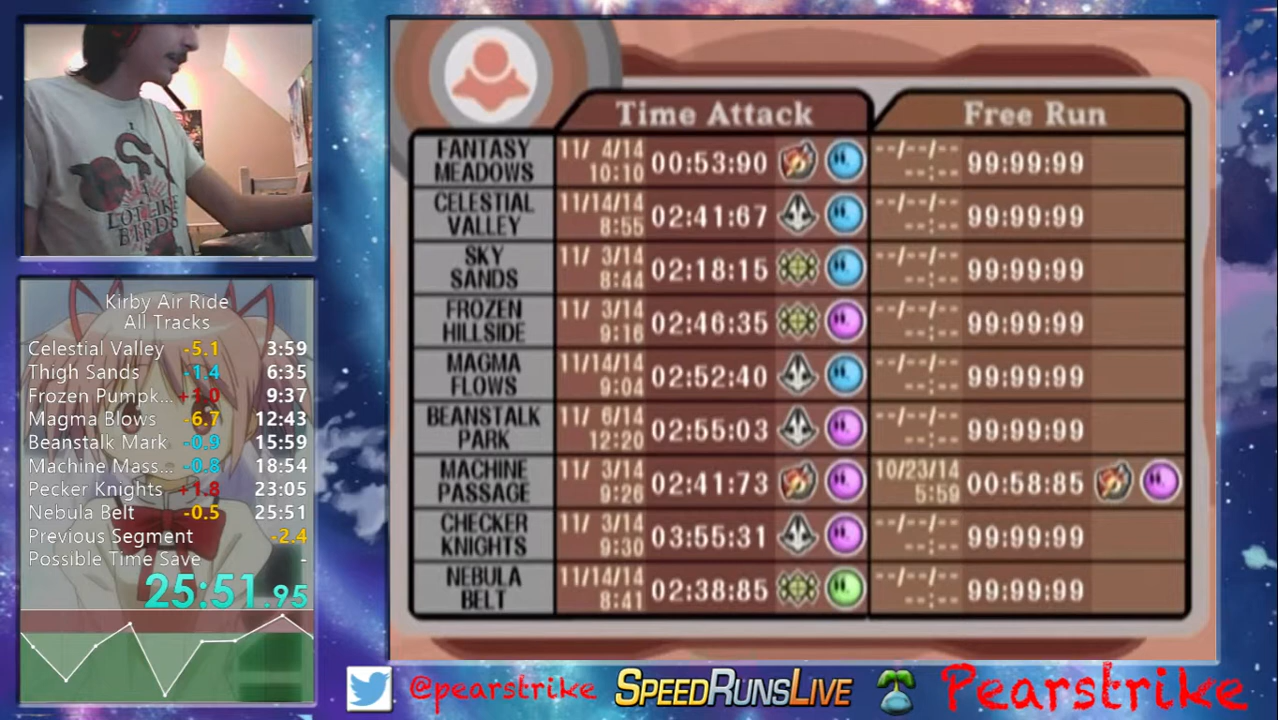 LOT LIKE
BIRDS
Kirby Air Ride
All Tracks
Celestial Valley -5.1 3:59
Thigh Sands -1.4 6:35
Frozen Pumpk... +1.0 9:37
Magma Blows -6.7 12:43
Beanstalk Mark -0.9 15:59
Machine Mass... -0.8 18:54
Pecker Knights +1.8 23:05
Nebula Belt -0.5 25:51
Previous Segment -2.4
Possible Time Save -
25:51.95
Time Attack Free Run
FANTASY MEADOWS 11/ 4/14 10:10 00:53:90 --/--/-- --:-- 99:99:99
CELESTIAL VALLEY 11/14/14 8:55 02:41:67 --/--/-- --:-- 99:99:99
SKY SANDS 11/ 3/14 8:44 02:18:15 --/--/-- --:-- 99:99:99
FROZEN HILLSIDE 11/ 3/14 9:16 02:46:35 --/--/-- --:-- 99:99:99
MAGMA FLOWS 11/14/14 9:04 02:52:40 --/--/-- --:-- 99:99:99
BEANSTALK PARK 11/ 6/14 12:20 02:55:03 --/--/-- --:-- 99:99:99
MACHINE PASSAGE 11/ 3/14 9:26 02:41:73 10/23/14 5:59 00:58:85
CHECKER KNIGHTS 11/ 3/14 9:30 03:55:31 --/--/-- --:-- 99:99:99
NEBULA BELT 11/14/14 8:41 02:38:85 --/--/-- --:-- 99:99:99
@pearstrike SPEEDRUNSLIVE Pearstrike